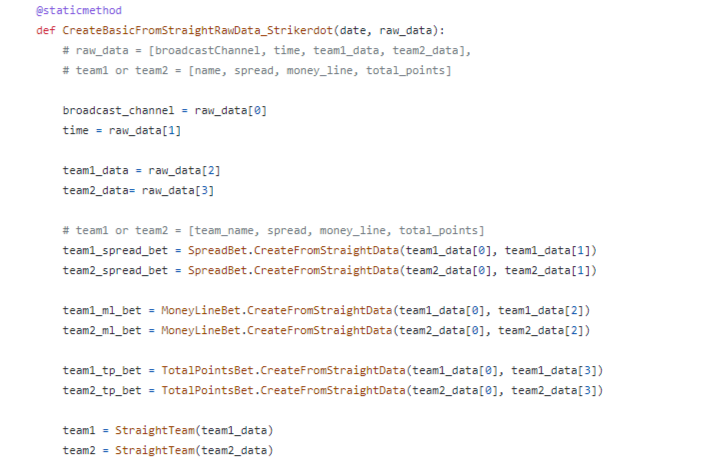 @staticmethod
def CreateBasicFromStraightRawData_Strikerdot(date, raw_data):
# raw_data = [broadcastChannel, time, team1_data, team2_data],
# team1 or team2 = [name, spread, money_line, total_points]
broadcast_channel = raw_data[0]
time = raw_data[1]
team1_data = raw_data[2]
team2_data= raw_data[3]
# team1 or team2 = [team_name, spread, money_line, total_points]
team1_spread_bet = SpreadBet.CreateFromStraightData(team1_data[0], team1_data[1])
team2_spread_bet = SpreadBet.CreateFromStraightData(team2_data[0], team2_data[1])
team1_ml_bet = MoneyLineBet.CreateFromStraightData(team1_data[0], team1_data[2])
team2_ml_bet = MoneyLineBet.CreateFromStraightData(team2_data[0], team2_data[2])
team1_tp_bet = TotalPointsBet.CreateFromStraightData(team1_data[0], team1_data[3])
team2_tp_bet = TotalPointsBet.CreateFromStraightData(team2_data[0], team2_data[3])
team1 = StraightTeam(team1_data)
team2 = StraightTeam(team2_data)